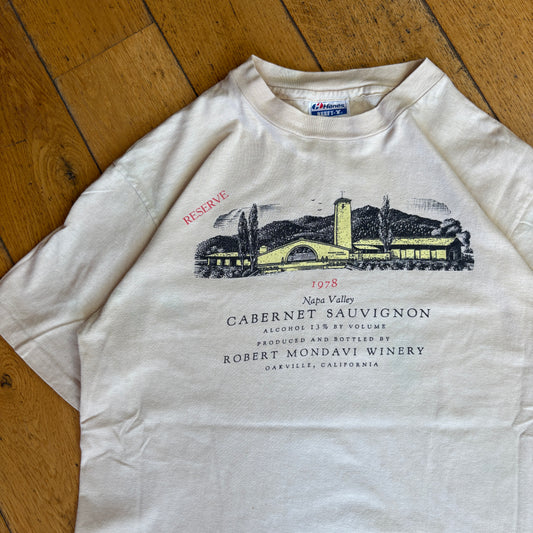 Hanes
BEEFY-T
RESERVE
1978
Napa Valley
CABERNET SAUVIGNON
ALCOHOL 13% BY VOLUME
PRODUCED AND BOTTLED BY
ROBERT MONDAVI WINERY
OAKVILLE, CALIFORNIA